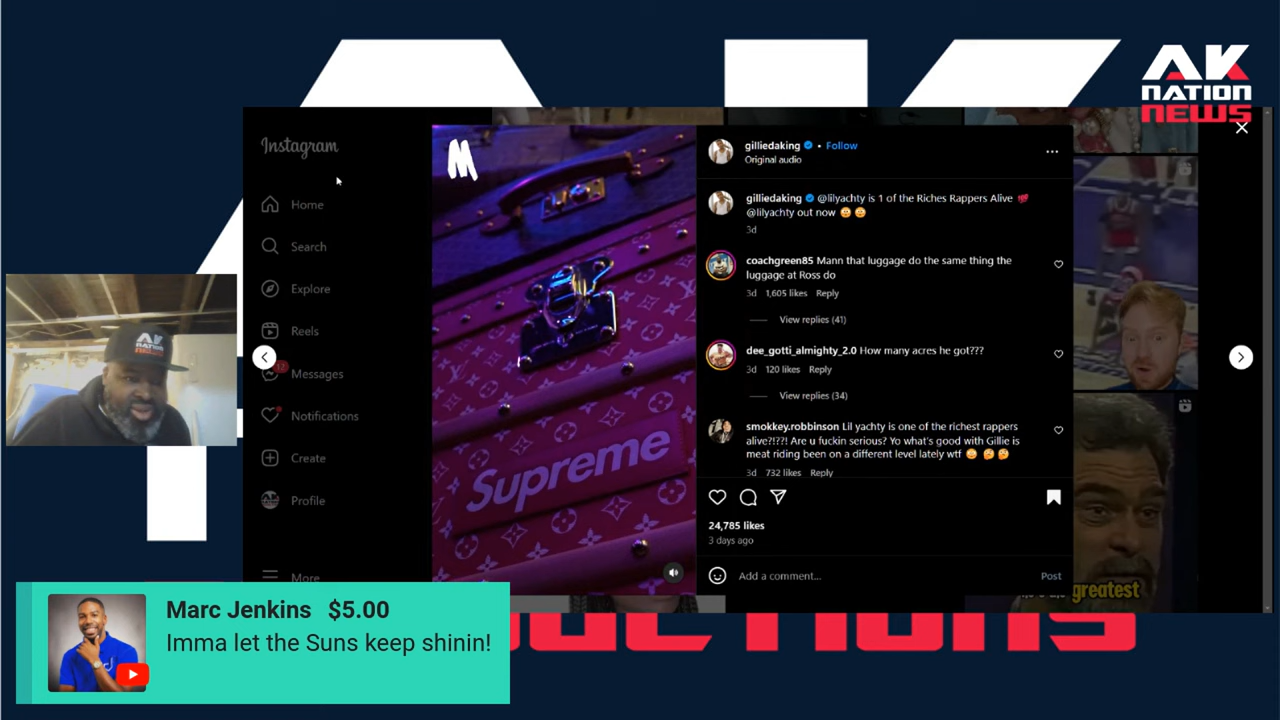 AK
NATION
NEWS
Instagram
Home
Search
Explore
Reels
12
Messages
Notifications
Create
Profile
More
M
Supreme
gilliedaking • Follow
Original audio
gilliedaking @lilyachty is 1 of the Riches Rappers Alive 💯
@lilyachty out now 😳 😳
3d
coachgreen85 Mann that luggage do the same thing the
luggage at Ross do
3d 1,605 likes Reply
View replies (41)
dee_gotti_almighty_2.0 How many acres he got???
3d 120 likes Reply
View replies (34)
smokkey.robbinson Lil yachty is one of the richest rappers
alive?!??! Are u fuckin serious? Yo what's good with Gillie is
meat riding been on a different level lately wtf 😳 🤔 🤔
3d 732 likes Reply
24,785 likes
3 days ago
Add a comment...
Post
greatest
AK
NATION
Marc Jenkins $5.00
Imma let the Suns keep shinin!